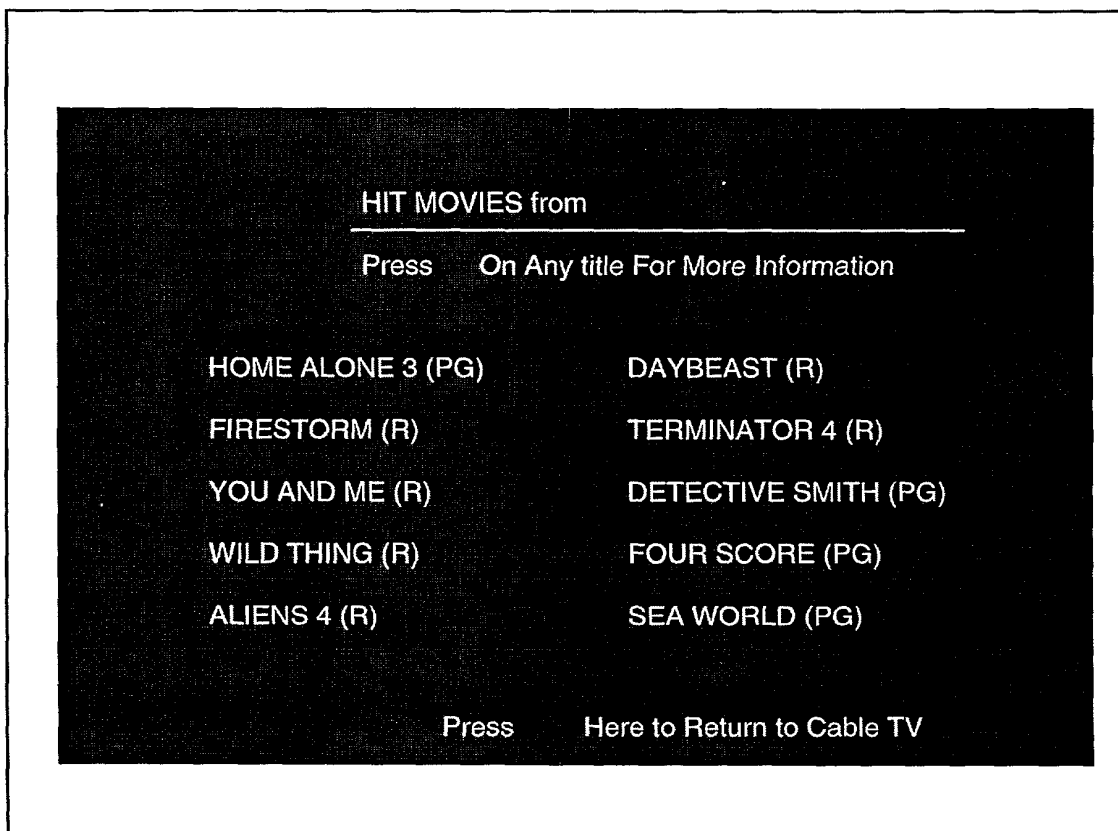 HIT MOVIES from
Press On Any title For More Information
HOME ALONE 3 (PG)
FIRESTORM (R)
YOU AND ME (R)
WILD THING (R)
ALIENS 4 (R)
DAYBEAST (R)
TERMINATOR 4 (R)
DETECTIVE SMITH (PG)
FOUR SCORE (PG)
SEA WORLD (PG)
Press Here to Return to Cable TV